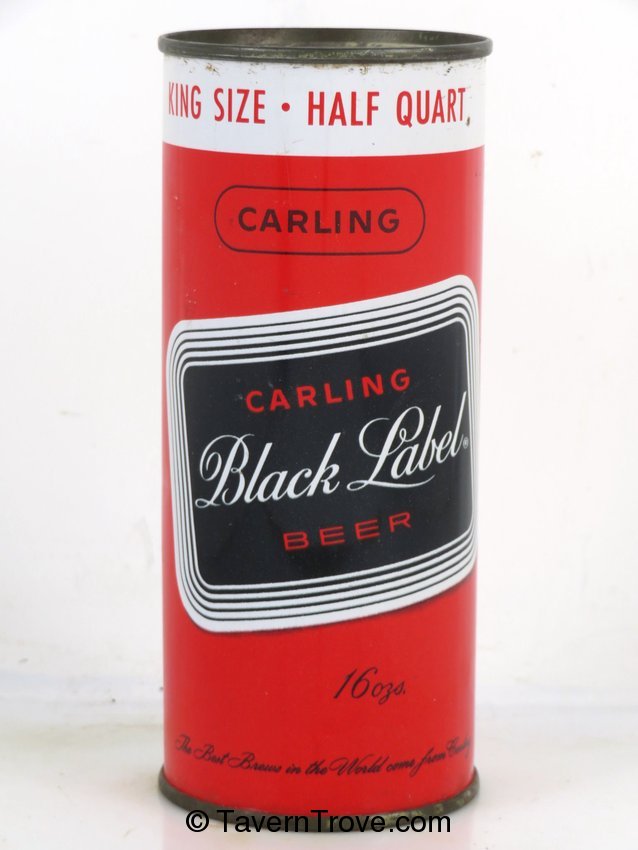 KING SIZE • HALF QUART
CARLING
CARLING
Black Label®
BEER
16 ozs.
The Best Brews in the World come from Carling
© TavernTrove.com